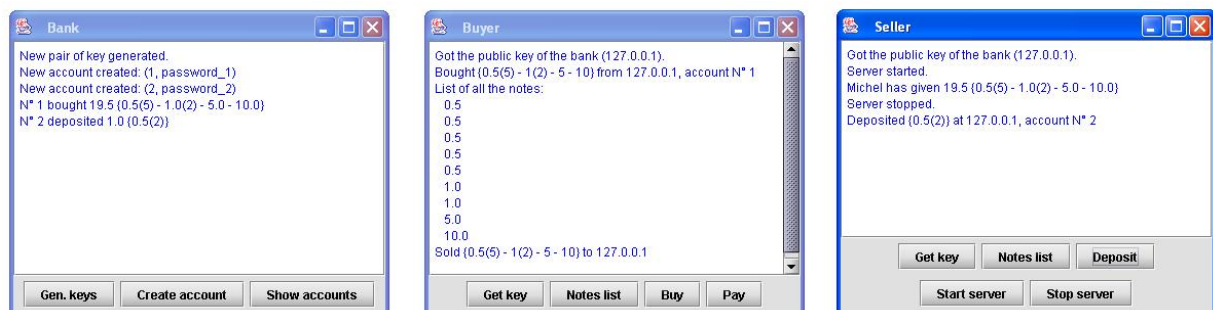 Bank
New pair of key generated.
New account created: (1, password_1)
New account created: (2, password_2)
N° 1 bought 19.5 {0.5(5) - 1.0(2) - 5.0 - 10.0}
N° 2 deposited 1.0 {0.5(2)}
Gen. keys Create account Show accounts
Buyer
Got the public key of the bank (127.0.0.1).
Bought {0.5(5) - 1(2) - 5 - 10} from 127.0.0.1, account N° 1
List of all the notes:
0.5
0.5
0.5
0.5
0.5
1.0
1.0
5.0
10.0
Sold {0.5(5) - 1(2) - 5 - 10} to 127.0.0.1
Get key Notes list Buy Pay
Seller
Got the public key of the bank (127.0.0.1).
Server started.
Michel has given 19.5 {0.5(5) - 1.0(2) - 5.0 - 10.0}
Server stopped.
Deposited {0.5(2)} at 127.0.0.1, account N° 2
Get key Notes list Deposit
Start server Stop server